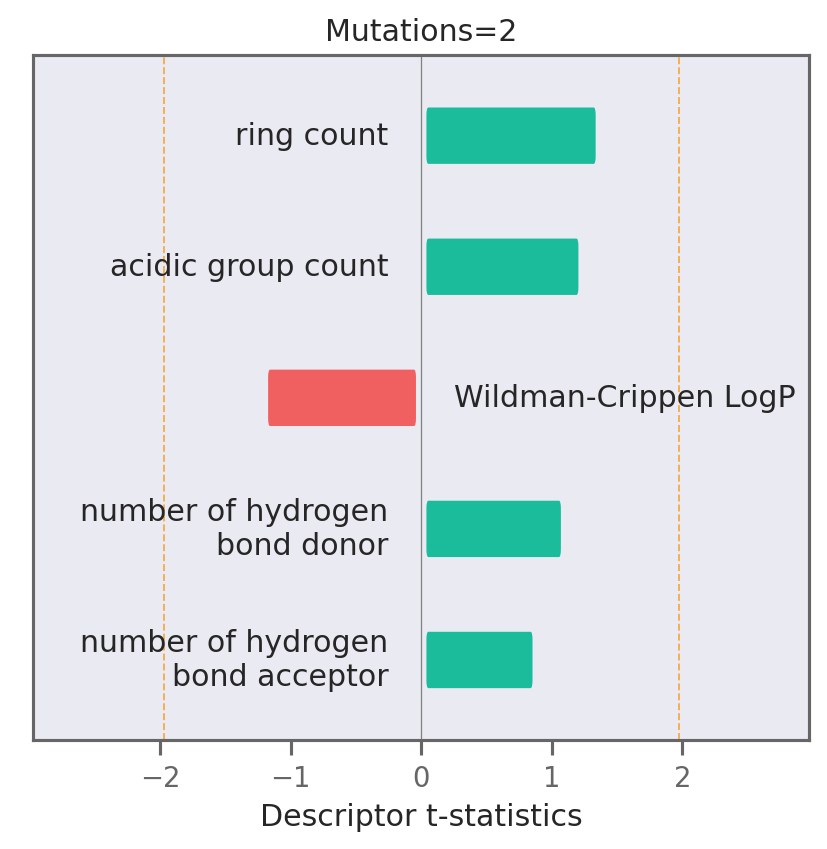 Mutations=2
ring count
acidic group count
Wildman-Crippen LogP
number of hydrogen
bond donor
number of hydrogen
bond acceptor
−2 −1 0 1 2
Descriptor t-statistics